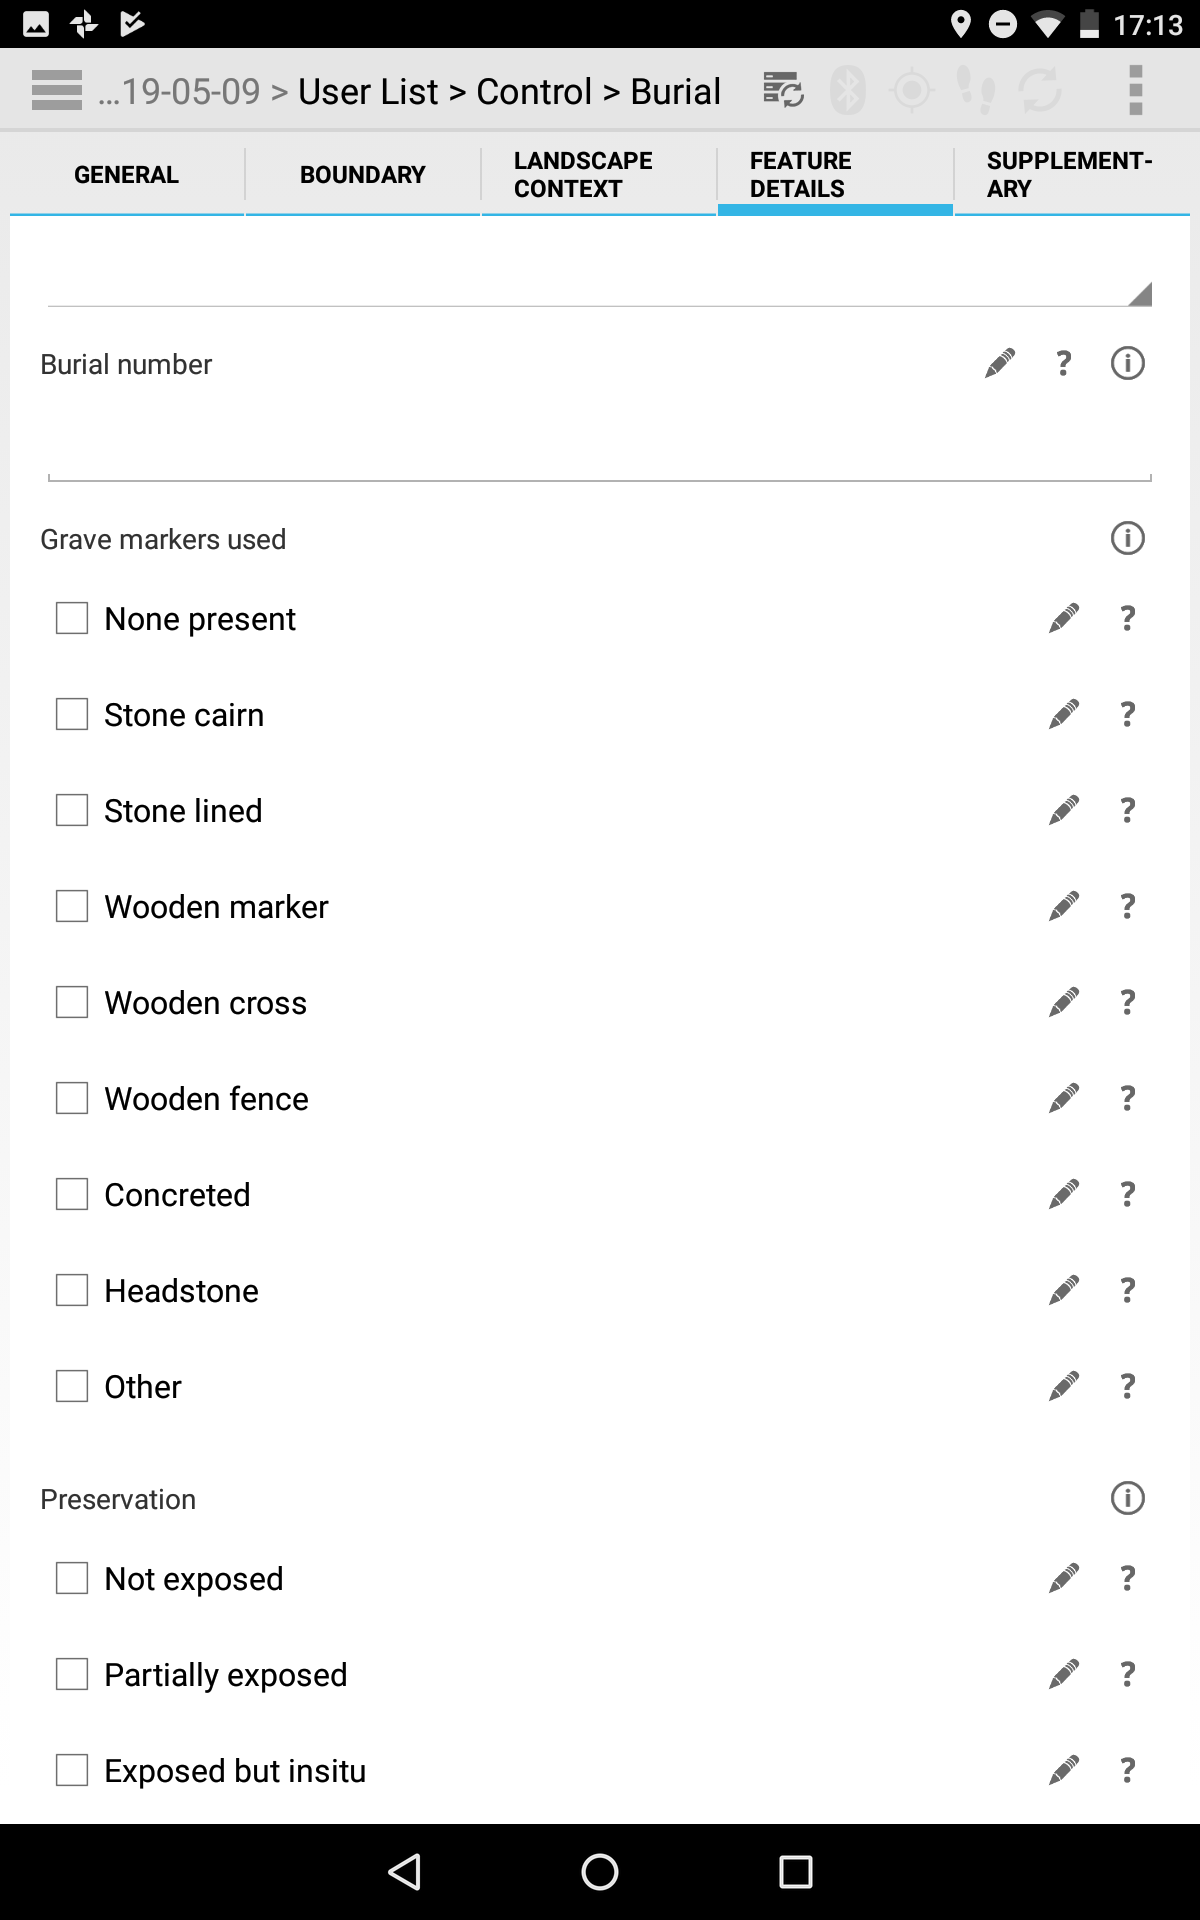 17:13
...19-05-09 > User List > Control > Burial
GENERAL
BOUNDARY
LANDSCAPE
CONTEXT
FEATURE
DETAILS
SUPPLEMENT-
ARY
Burial number
?
Grave markers used
None present
?
Stone cairn
?
Stone lined
?
Wooden marker
?
Wooden cross
?
Wooden fence
?
Concreted
?
Headstone
?
Other
?
Preservation
Not exposed
?
Partially exposed
?
Exposed but insitu
?